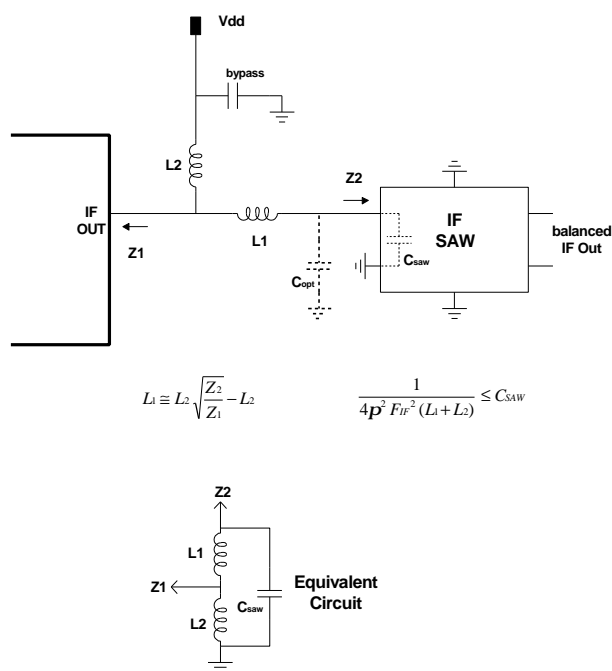 Vdd
bypass
L2
IF
OUT
Z1
L1
Z2
Copt
IF
SAW
Csaw
balanced
IF Out
L1 ≅ L2 √(Z2/Z1) − L2
1/(4p² FIF² (L1 + L2)) ≤ CSAW
Z2
L1
Z1
Csaw
L2
Equivalent
Circuit